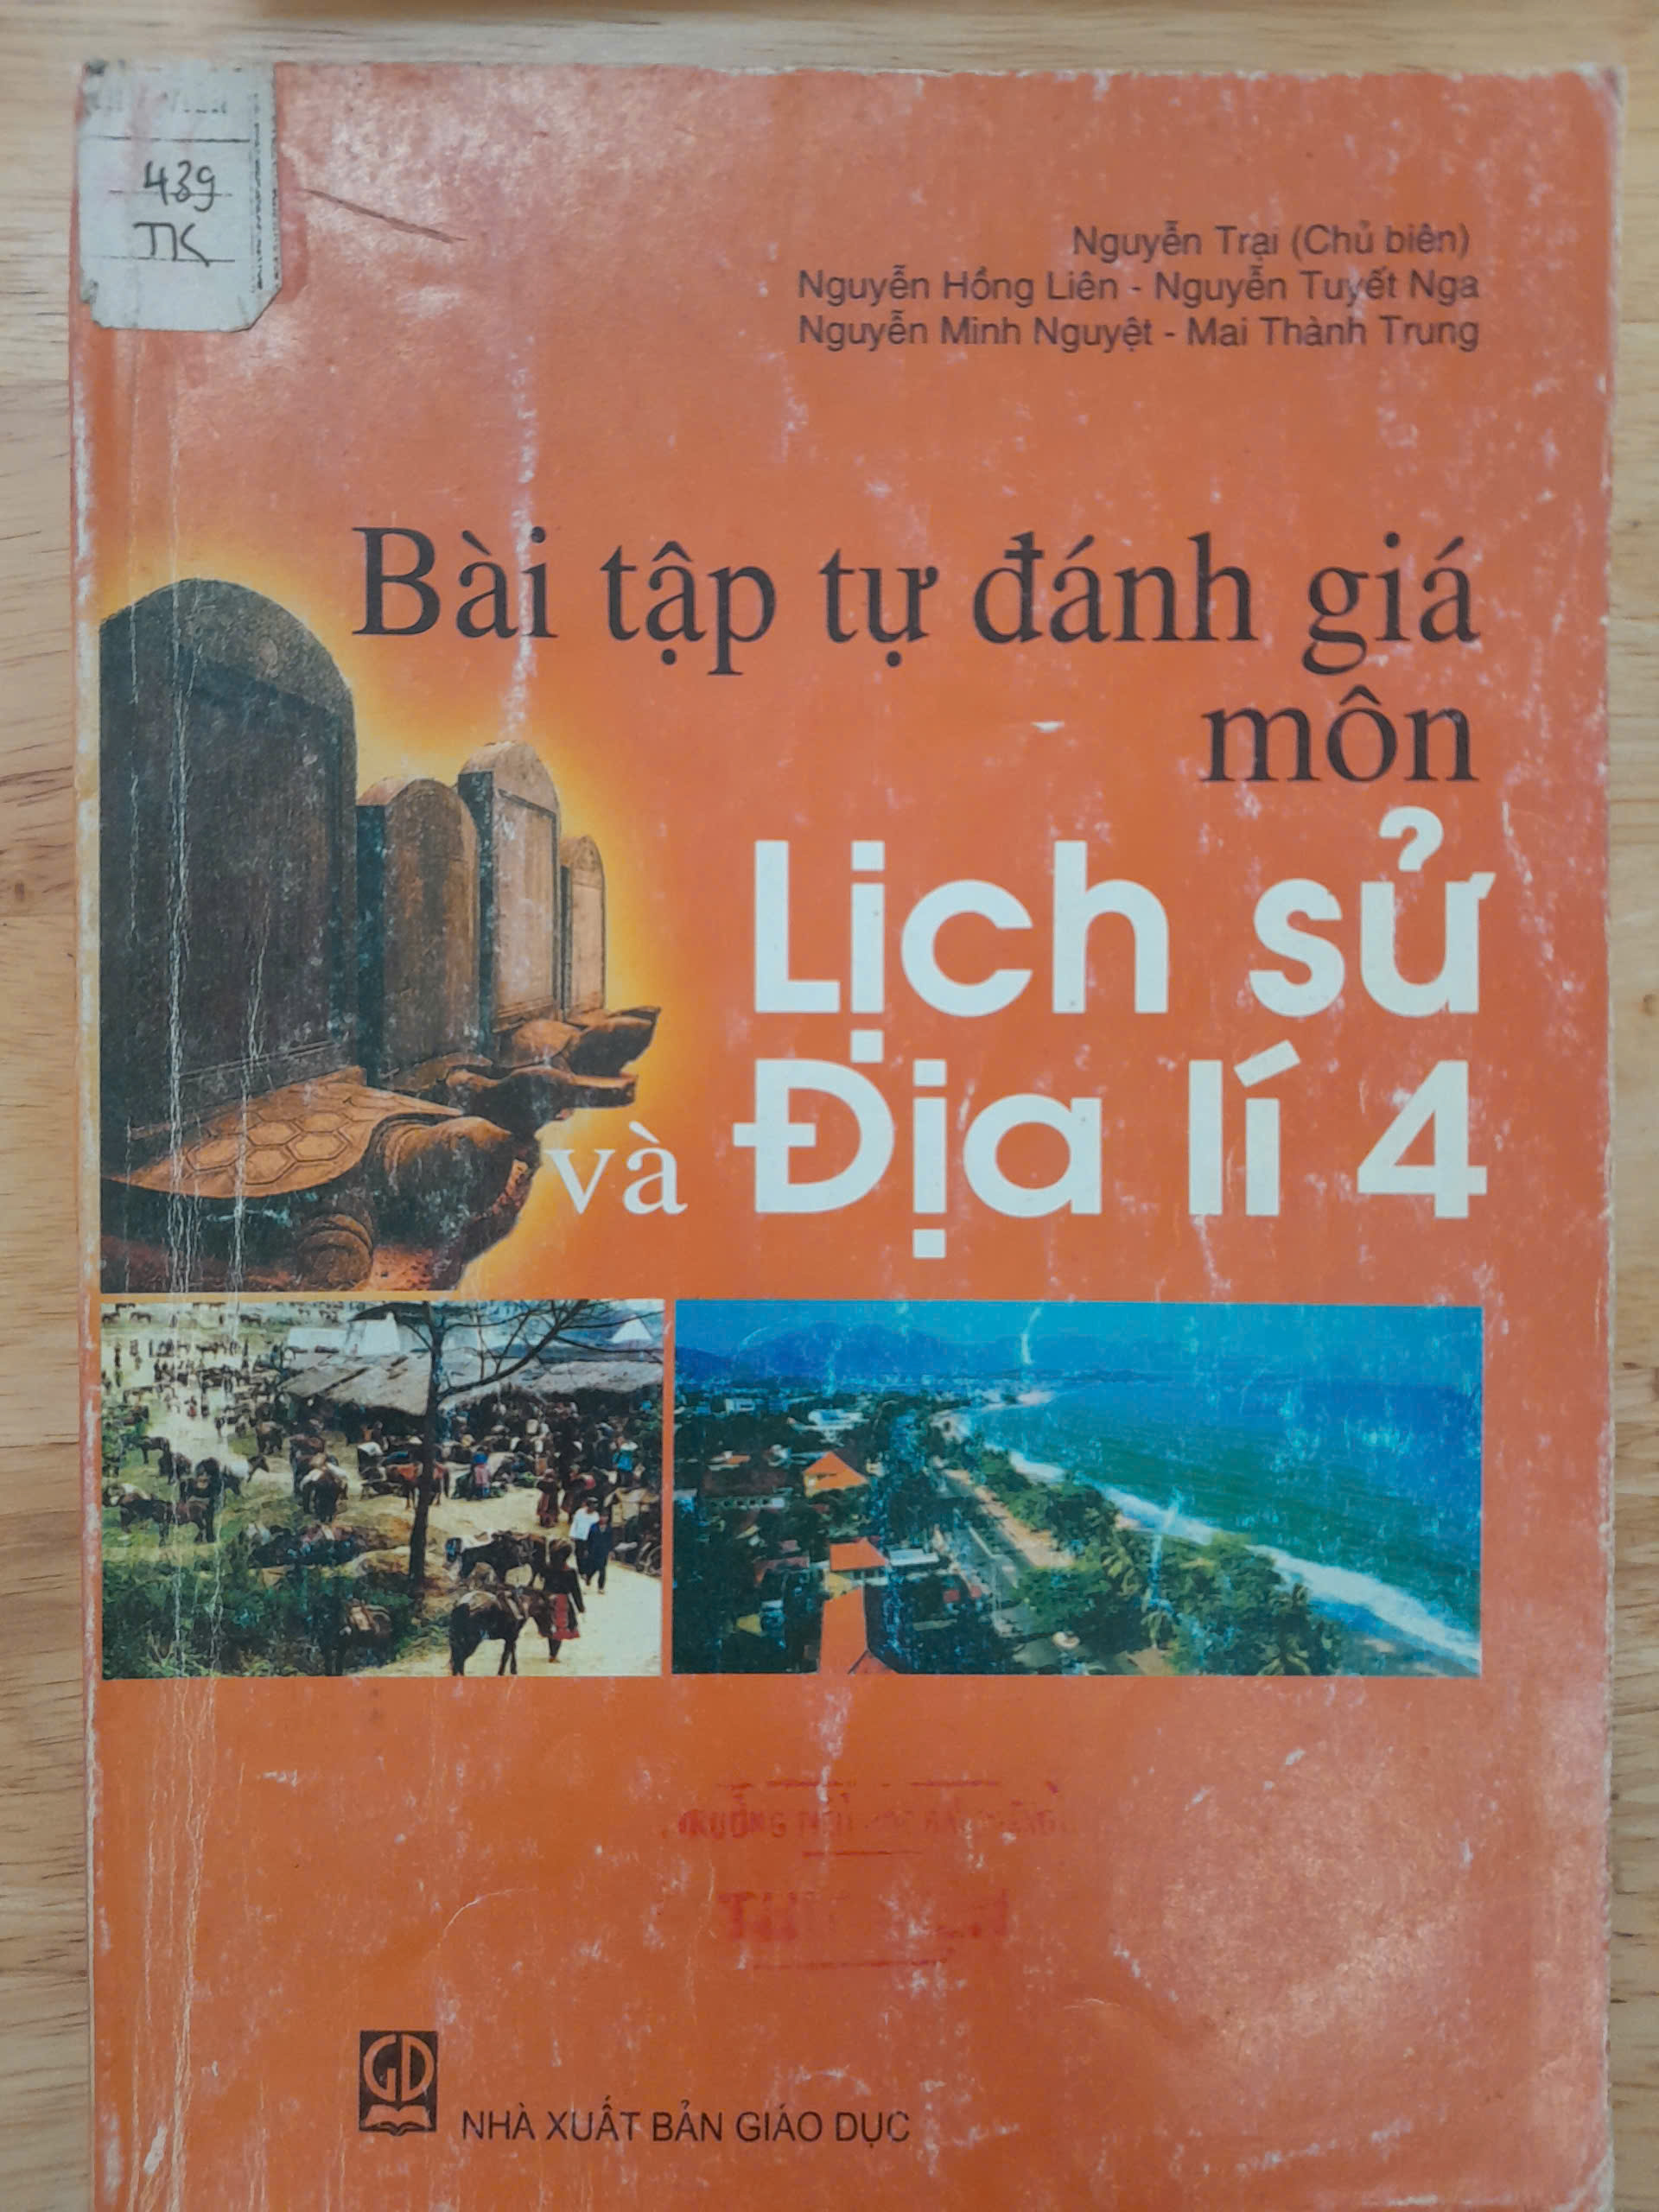 439
TK
Nguyễn Trại (Chủ biên)
Nguyễn Hồng Liên - Nguyễn Tuyết Nga
Nguyễn Minh Nguyệt - Mai Thành Trung
Bài tập tự đánh giá
môn
Lịch sử
và Địa lí 4
GD
NHÀ XUẤT BẢN GIÁO DỤC